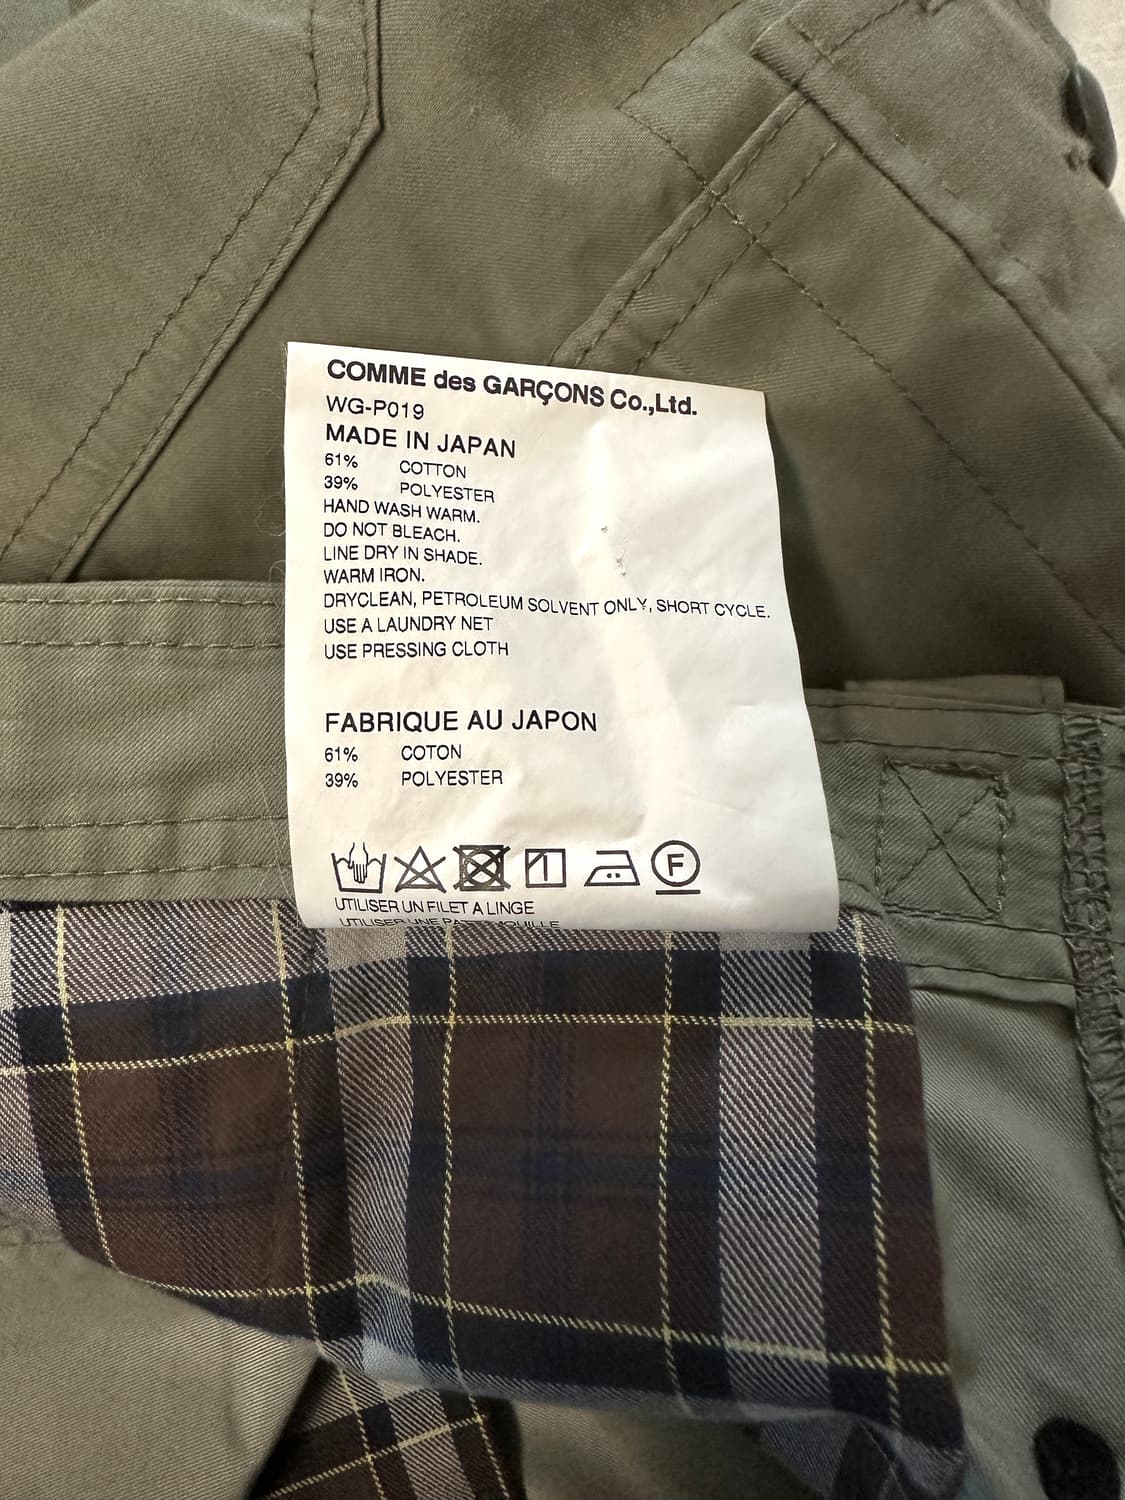 COMME des GARÇONS Co.,Ltd.
WG-P019
MADE IN JAPAN
61% COTTON
39% POLYESTER
HAND WASH WARM.
DO NOT BLEACH.
LINE DRY IN SHADE.
WARM IRON.
DRYCLEAN, PETROLEUM SOLVENT ONLY, SHORT CYCLE.
USE A LAUNDRY NET
USE PRESSING CLOTH
FABRIQUE AU JAPON
61% COTON
39% POLYESTER
F
UTILISER UN FILET A LINGE
UTILISER UNE